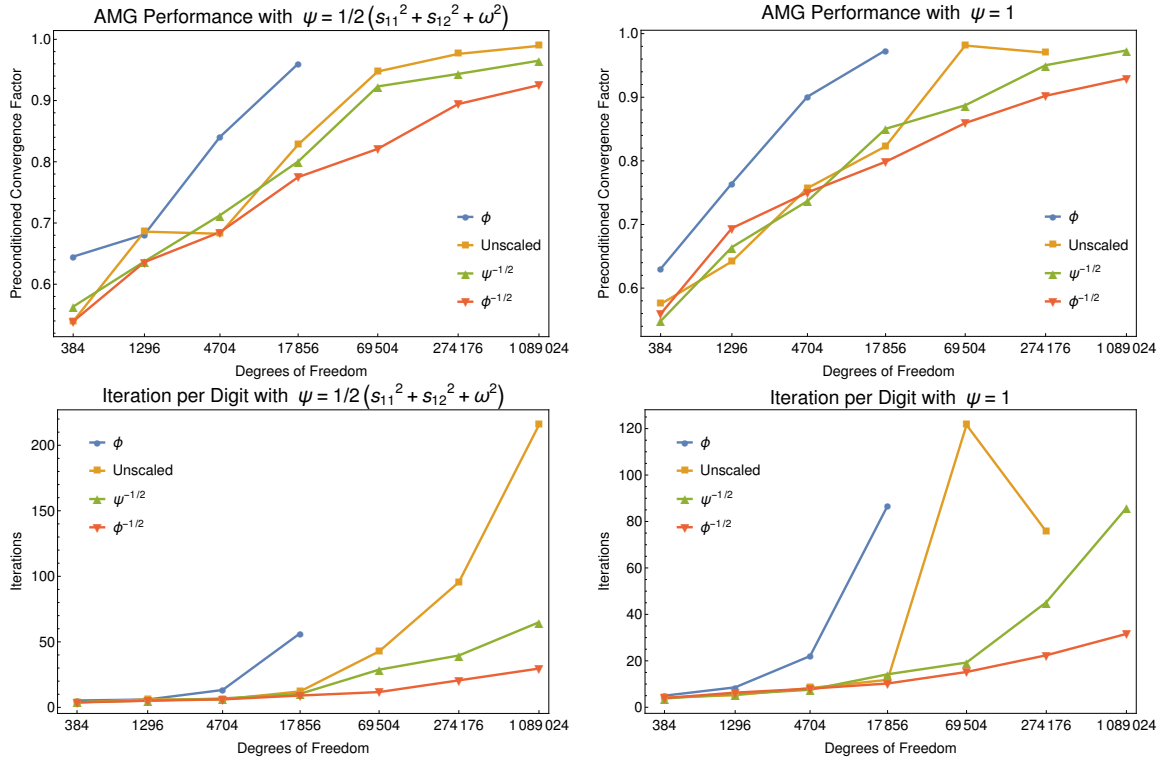 AMG Performance with ψ = 1/2 (s₁₁² + s₁₂² + ω²)
Preconditioned Convergence Factor
1.0
0.9
0.8
0.7
0.6
ϕ
Unscaled
ψ⁻¹/²
ϕ⁻¹/²
384 1296 4704 17 856 69 504 274 176 1 089 024
Degrees of Freedom
AMG Performance with ψ = 1
Preconditioned Convergence Factor
1.0
0.9
0.8
0.7
0.6
ϕ
Unscaled
ψ⁻¹/²
ϕ⁻¹/²
384 1296 4704 17 856 69 504 274 176 1 089 024
Degrees of Freedom
Iteration per Digit with ψ = 1/2 (s₁₁² + s₁₂² + ω²)
Iterations
200
150
100
50
0
ϕ
Unscaled
ψ⁻¹/²
ϕ⁻¹/²
384 1296 4704 17 856 69 504 274 176 1 089 024
Degrees of Freedom
Iteration per Digit with ψ = 1
Iterations
120
100
80
60
40
20
0
ϕ
Unscaled
ψ⁻¹/²
ϕ⁻¹/²
384 1296 4704 17 856 69 504 274 176 1 089 024
Degrees of Freedom